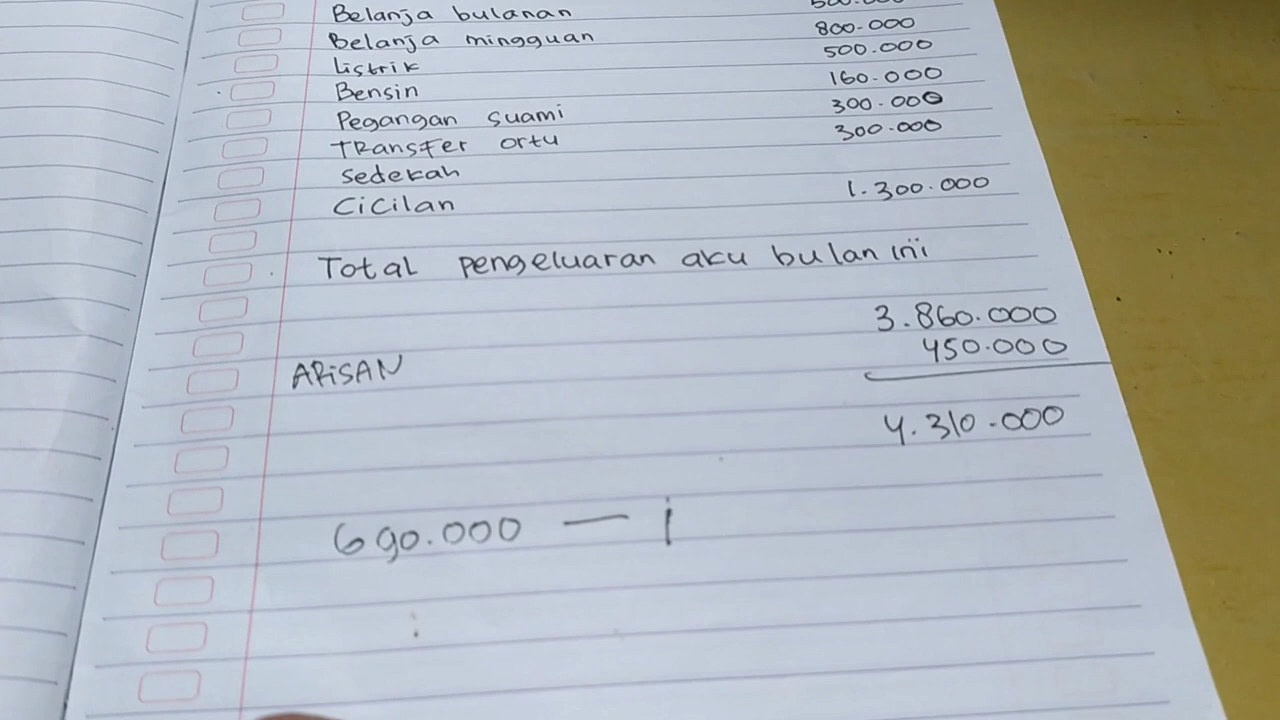 Belanja bulanan 500.000
Belanja mingguan 800.000
Listrik 500.000
Bensin 160.000
Pegangan suami 300.000
Transfer ortu 300.000
Sedekah
Cicilan 1.300.000
Total pengeluaran aku bulan ini
3.860.000
ARiSAN 450.000
4.310.000
690.000 — i